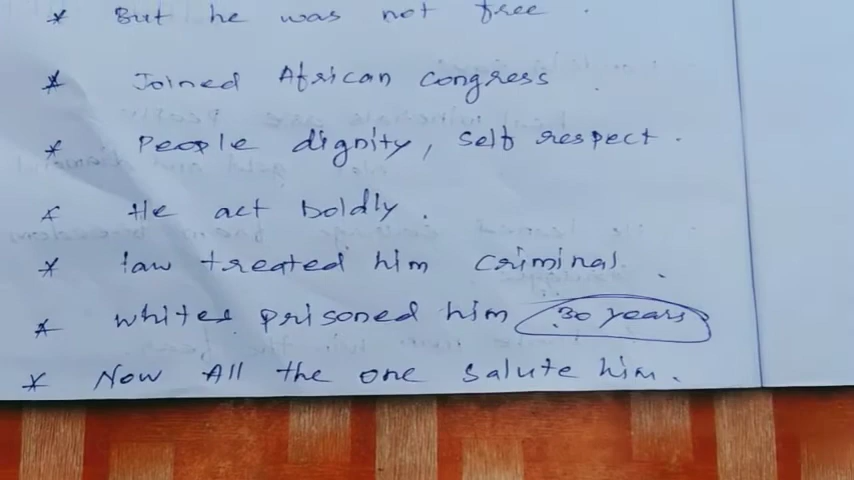 * But he was not free .
* Joined African congress
* people dignity, self respect .
* He act boldly .
* law treated him criminal .
* whites prisoned him 30 years
* Now All the one salute him .